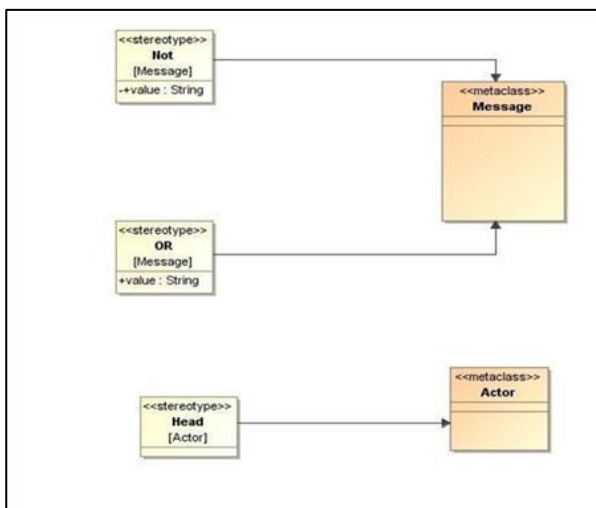 <<stereotype>>
Not
[Message]
-+value : String
<<metaclass>>
Message
<<stereotype>>
OR
[Message]
+value : String
<<metaclass>>
Actor
<<stereotype>>
Head
[Actor]